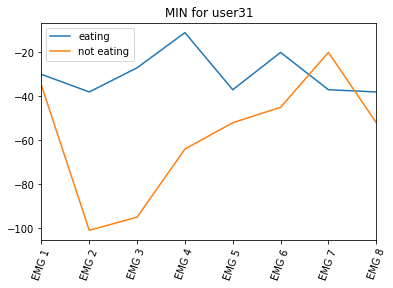 MIN for user31
eating
not eating
−20
−40
−60
−80
−100
EMG 1
EMG 2
EMG 3
EMG 4
EMG 5
EMG 6
EMG 7
EMG 8